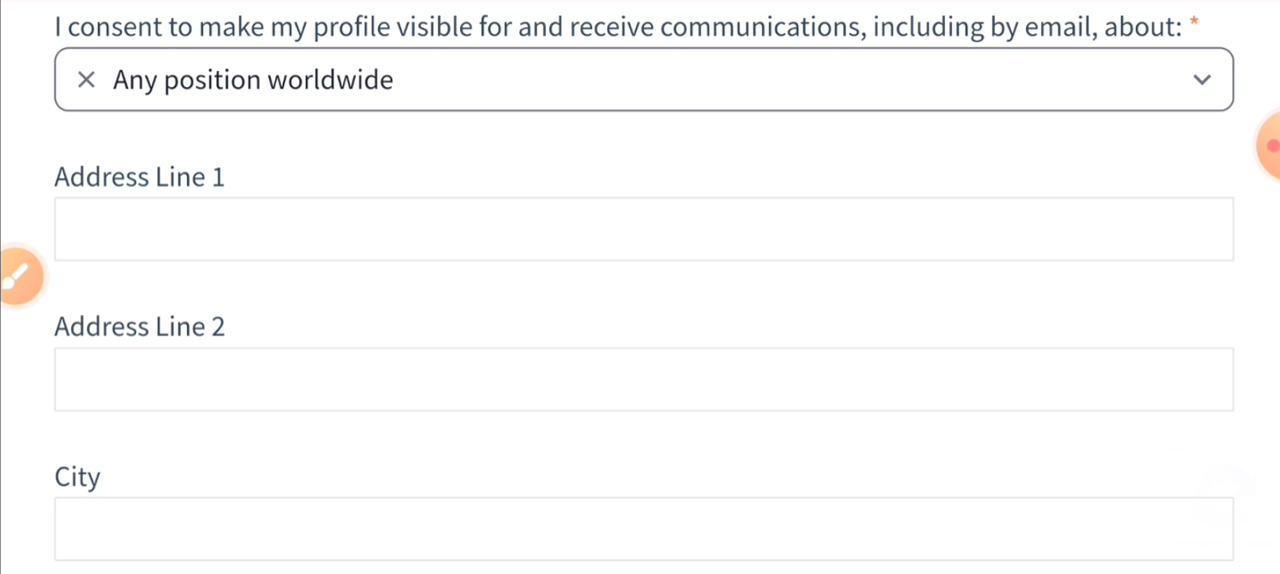 I consent to make my profile visible for and receive communications, including by email, about: *
Any position worldwide
Address Line 1
Address Line 2
City